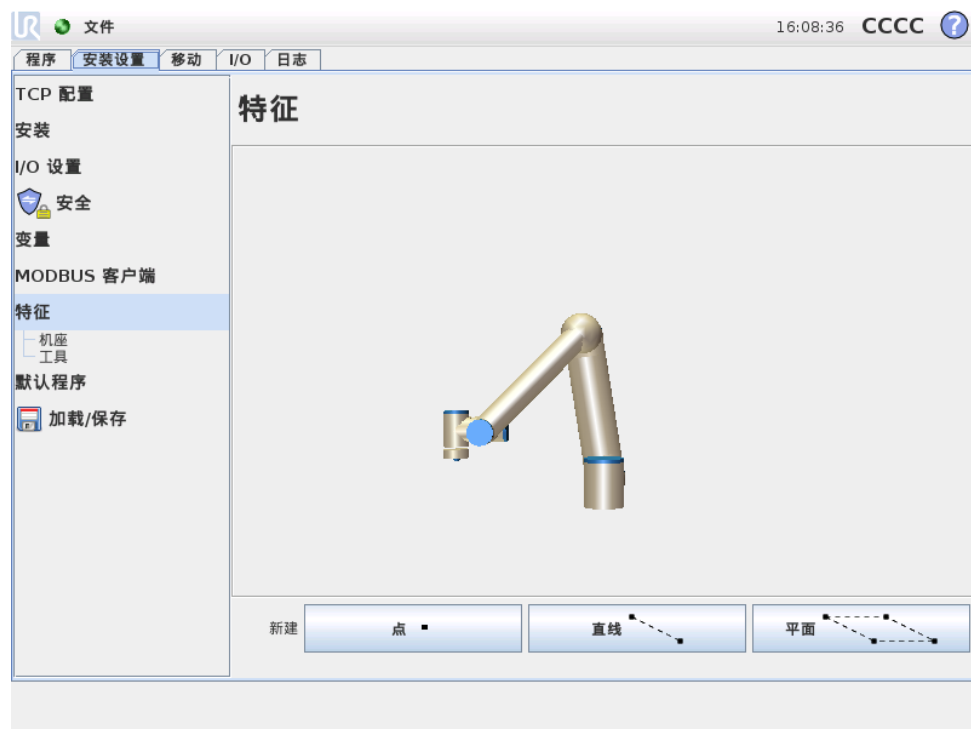 UR 文件 16:08:36 CCCC ?
程序 安装设置 移动 I/O 日志
TCP 配置
安装
I/O 设置
安全
变量
MODBUS 客户端
特征
机座
工具
默认程序
加载/保存
特征
新建 点 直线 平面